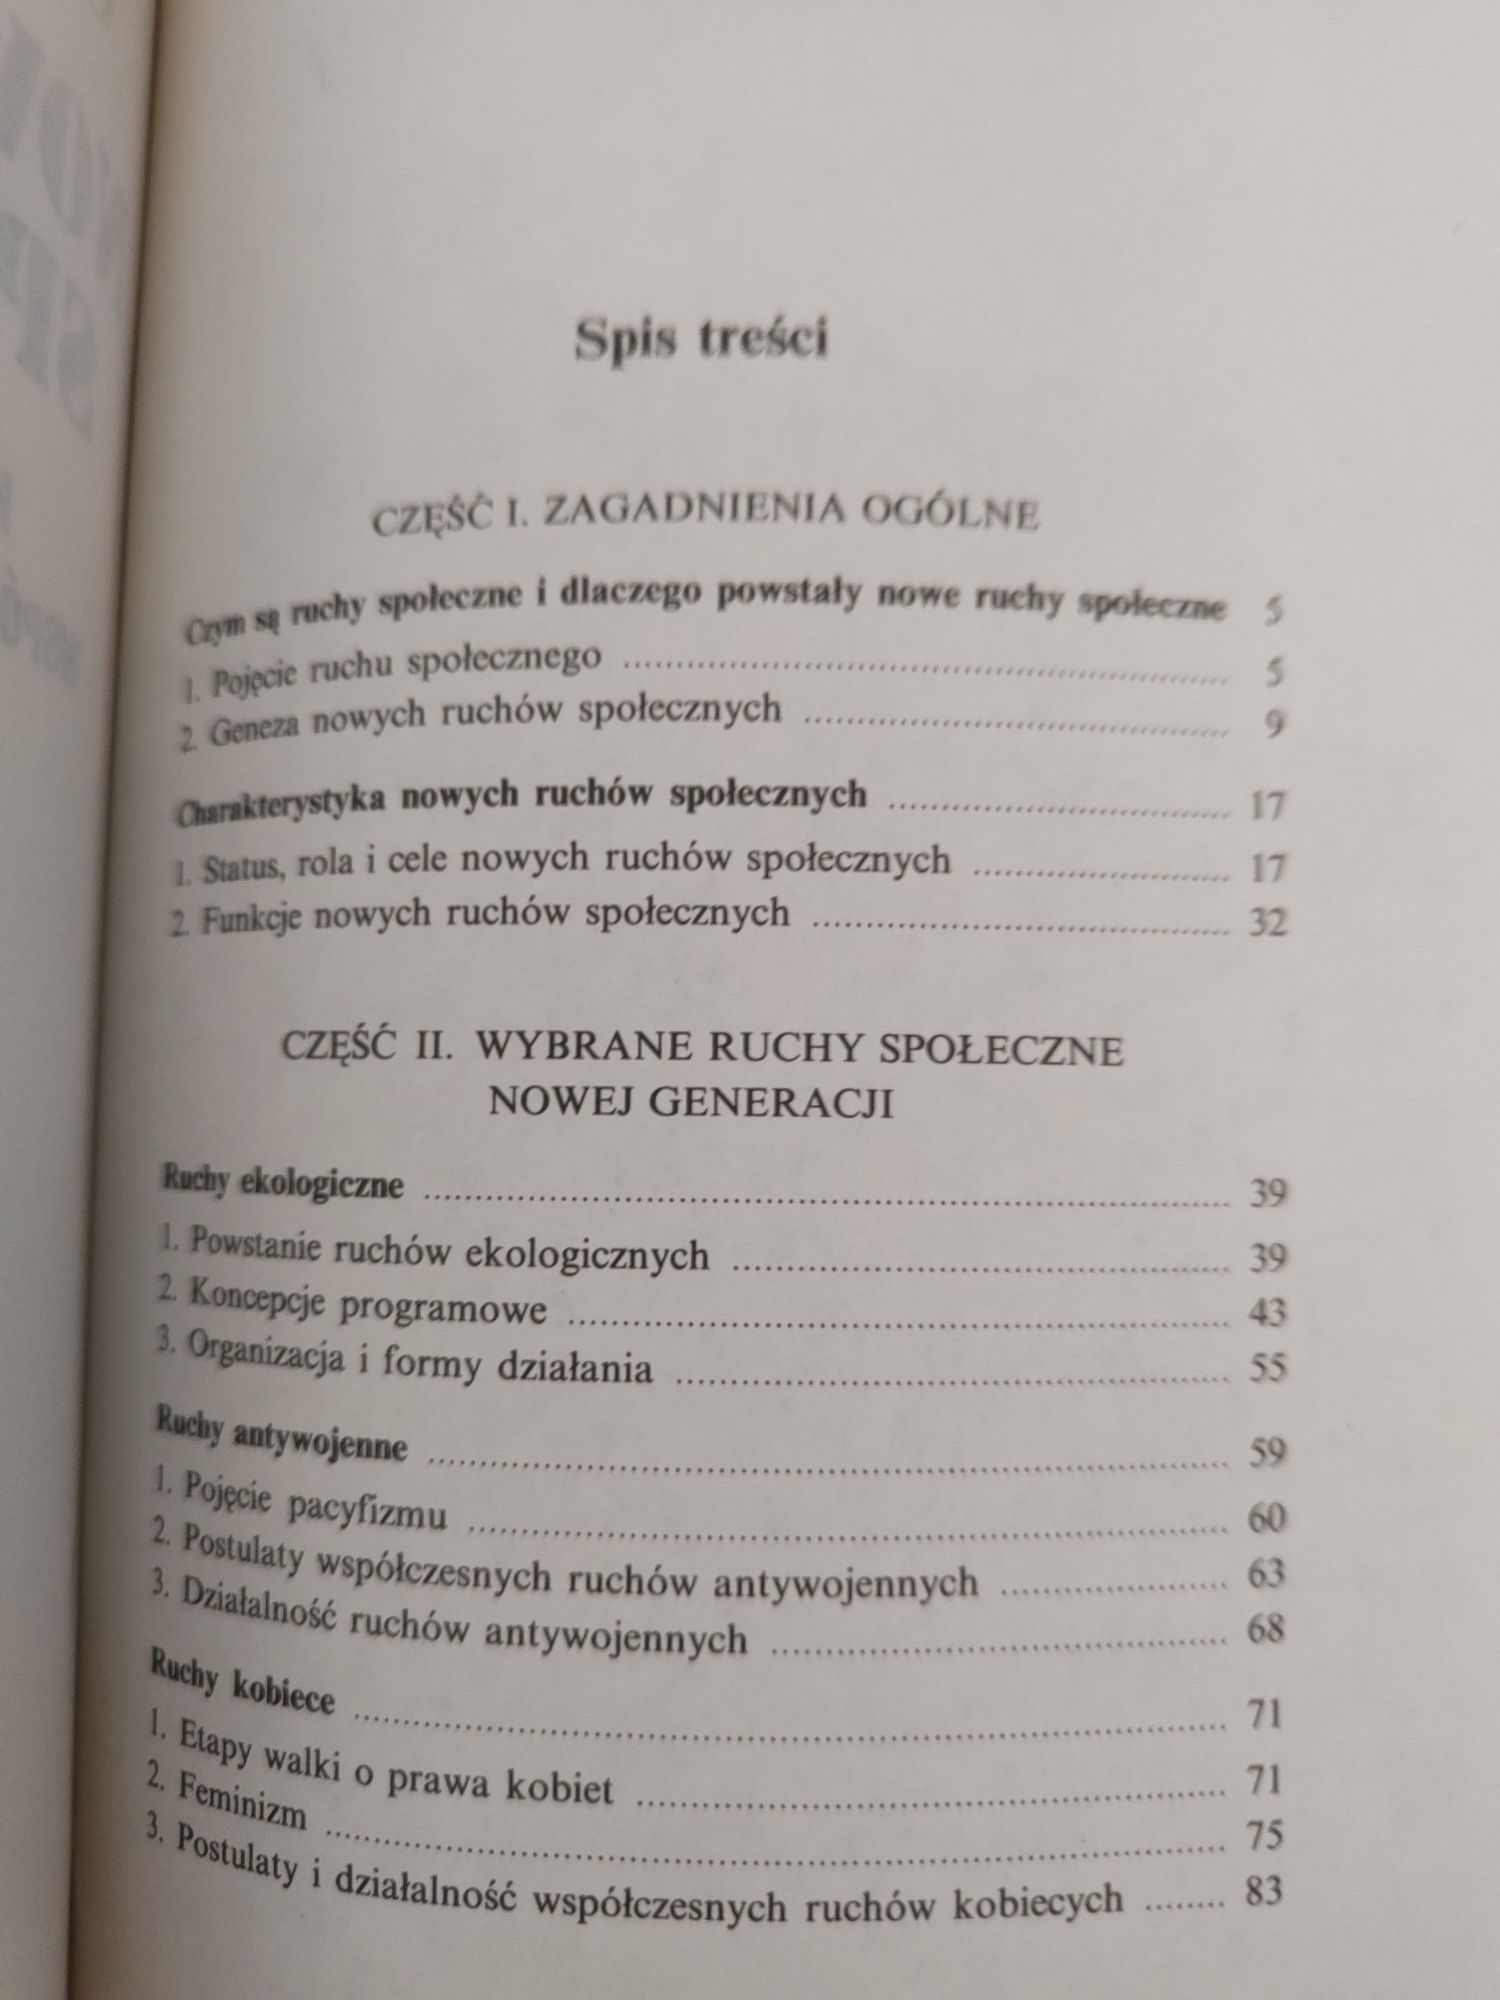 Spis treści
CZĘŚĆ I. ZAGADNIENIA OGÓLNE
Czym są ruchy społeczne i dlaczego powstały nowe ruchy społeczne 5
1. Pojęcie ruchu społecznego ........................ 5
2. Geneza nowych ruchów społecznych ........................ 9
Charakterystyka nowych ruchów społecznych ........................ 17
1. Status, rola i cele nowych ruchów społecznych ........................ 17
2. Funkcje nowych ruchów społecznych ........................ 32
CZĘŚĆ II. WYBRANE RUCHY SPOŁECZNE
NOWEJ GENERACJI
Ruchy ekologiczne ........................ 39
1. Powstanie ruchów ekologicznych ........................ 39
2. Koncepcje programowe ........................ 43
3. Organizacja i formy działania ........................ 55
Ruchy antywojenne ........................ 59
1. Pojęcie pacyfizmu ........................ 60
2. Postulaty współczesnych ruchów antywojennych ........................ 63
3. Działalność ruchów antywojennych ........................ 68
Ruchy kobiece ........................ 71
1. Etapy walki o prawa kobiet ........................ 71
2. Feminizm ........................ 75
3. Postulaty i działalność współczesnych ruchów kobiecych ........ 83